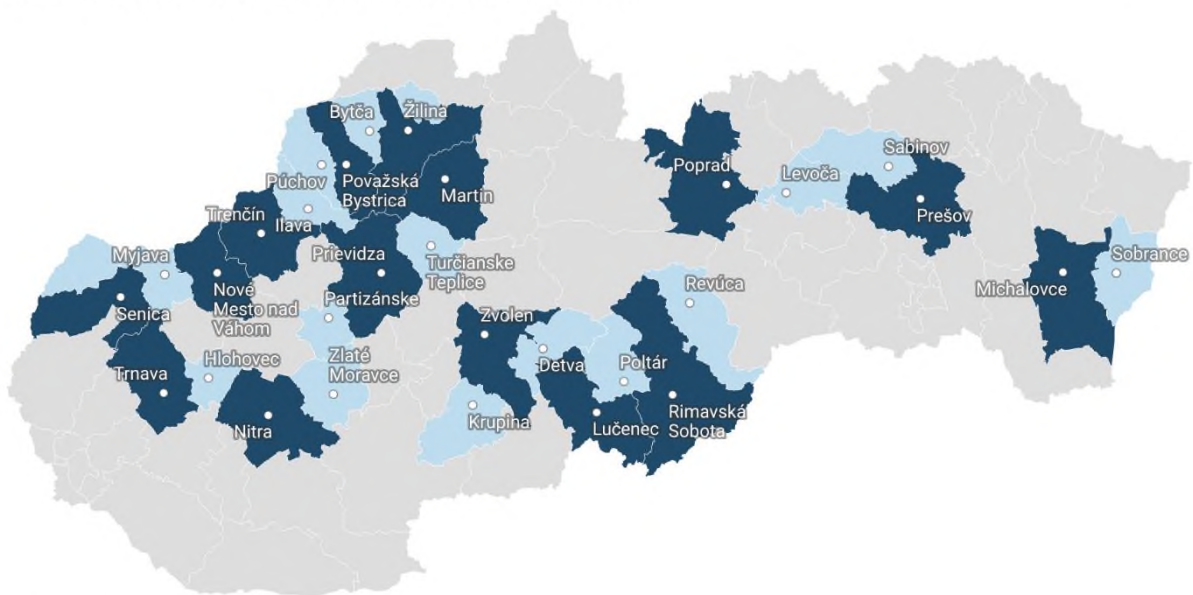 Bytča
Žilina
Púchov
Považská
Bystrica
Martin
Trenčín
Ilava
Myjava
Prievidza
Turčianske
Teplice
Nové
Mesto nad
Váhom
Partizánske
Senica
Trnava
Hlohovec
Zlaté
Moravce
Nitra
Zvolen
Krupina
Detva
Poltár
Lučenec
Rimavská
Sobota
Revúca
Poprad
Levoča
Sabinov
Prešov
Michalovce
Sobrance